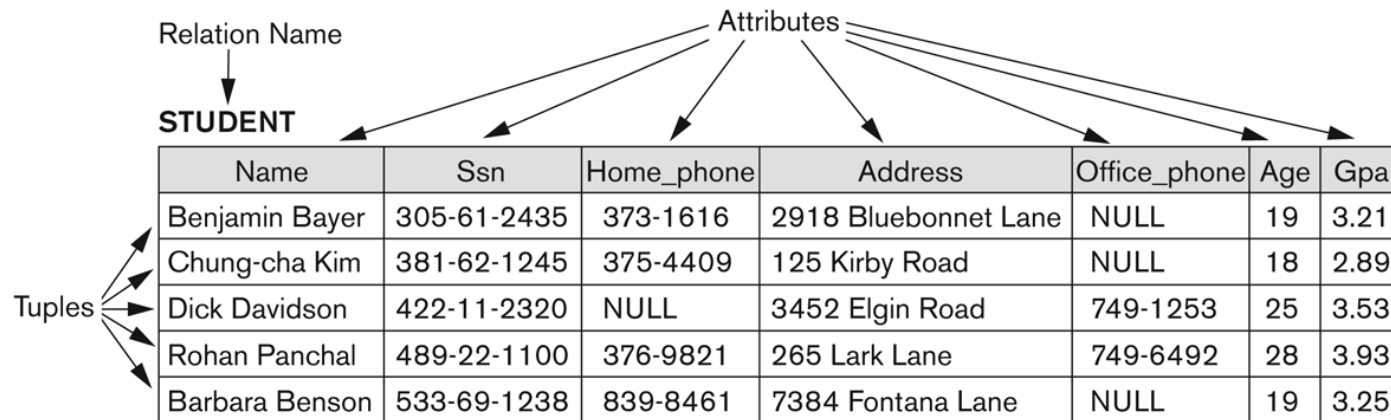 Attributes
Relation Name
STUDENT
Name Ssn Home_phone Address Office_phone Age Gpa
Benjamin Bayer 305-61-2435 373-1616 2918 Bluebonnet Lane NULL 19 3.21
Chung-cha Kim 381-62-1245 375-4409 125 Kirby Road NULL 18 2.89
Tuples
Dick Davidson 422-11-2320 NULL 3452 Elgin Road 749-1253 25 3.53
Rohan Panchal 489-22-1100 376-9821 265 Lark Lane 749-6492 28 3.93
Barbara Benson 533-69-1238 839-8461 7384 Fontana Lane NULL 19 3.25